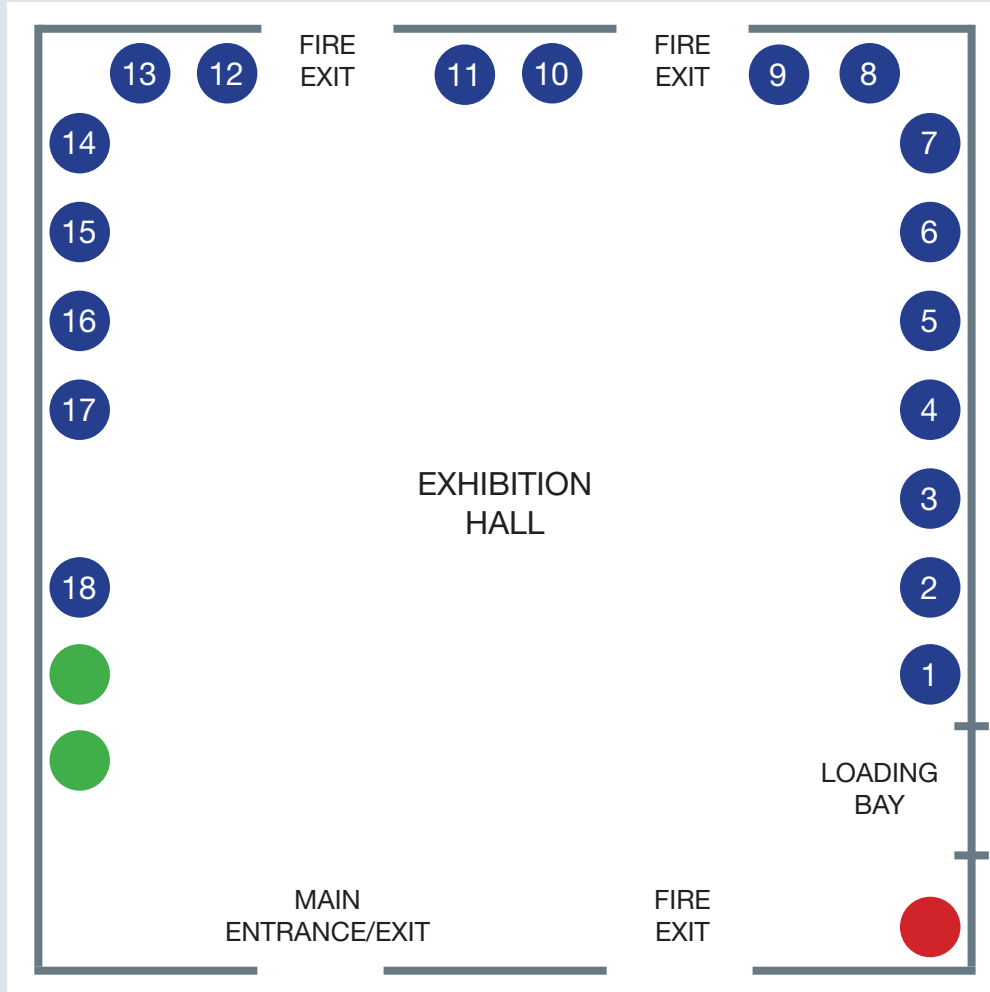 FIRE
EXIT
FIRE
EXIT
13
12
11
10
9
8
14
7
15
6
16
5
17
4
EXHIBITION
HALL
3
18
2
1
LOADING
BAY
MAIN
ENTRANCE/EXIT
FIRE
EXIT